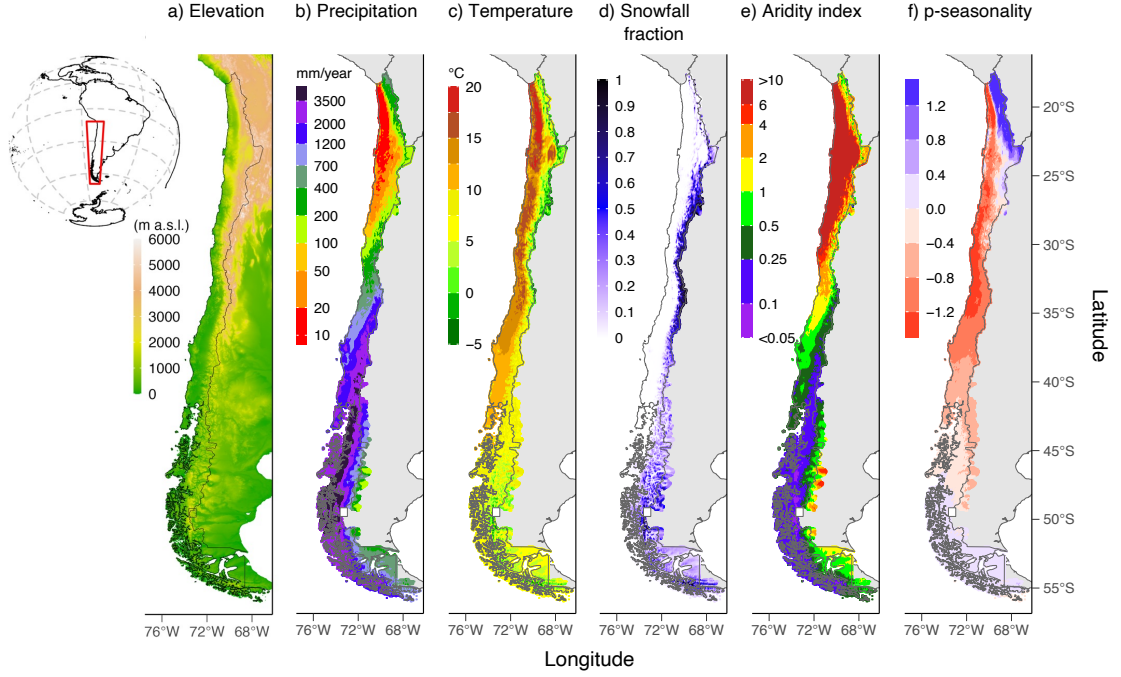 a) Elevation
b) Precipitation
c) Temperature
d) Snowfall
fraction
e) Aridity index
f) p-seasonality
(m a.s.l.)
6000
5000
4000
3000
2000
1000
0
mm/year
3500
2000
1200
700
400
200
100
50
20
10
°C
20
15
10
5
0
−5
1
0.9
0.8
0.7
0.6
0.5
0.4
0.3
0.2
0.1
0
>10
6
4
2
1
0.5
0.25
0.1
<0.05
1.2
0.8
0.4
0.0
−0.4
−0.8
−1.2
20°S
25°S
30°S
35°S
40°S
45°S
50°S
55°S
Latitude
76°W 72°W 68°W
76°W 72°W 68°W
76°W 72°W 68°W
76°W 72°W 68°W
76°W 72°W 68°W
76°W 72°W 68°W
Longitude